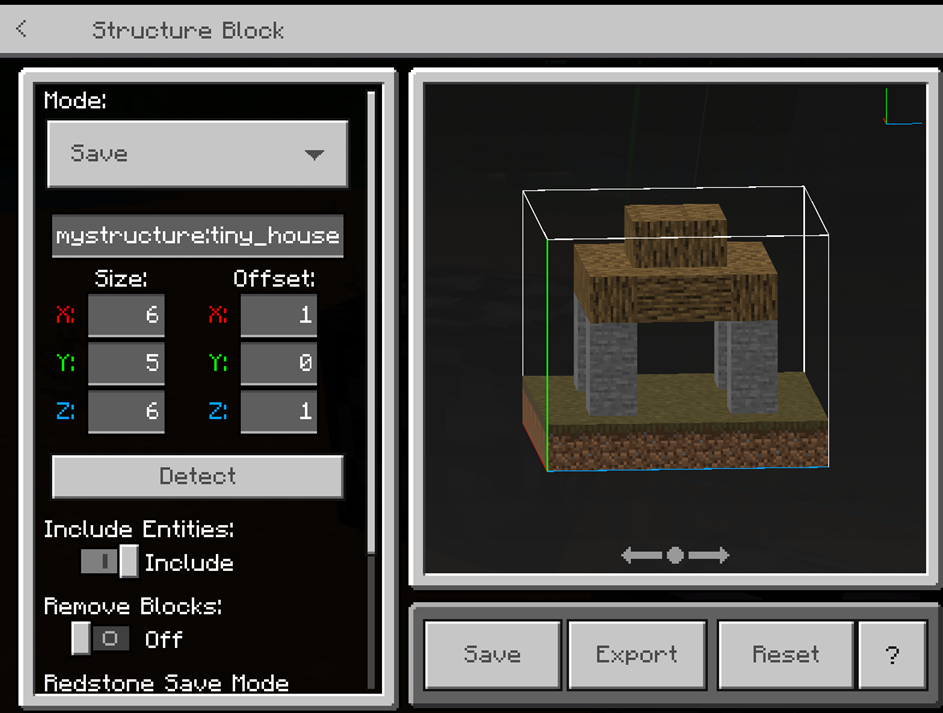 Structure Block
Mode:
Save
mystructure:tiny_house
Size: Offset:
X: 6 X: 1
Y: 5 Y: 0
Z: 6 Z: 1
Detect
Include Entities:
Include
Remove Blocks:
Off
Redstone Save Mode
Save Export Reset ?